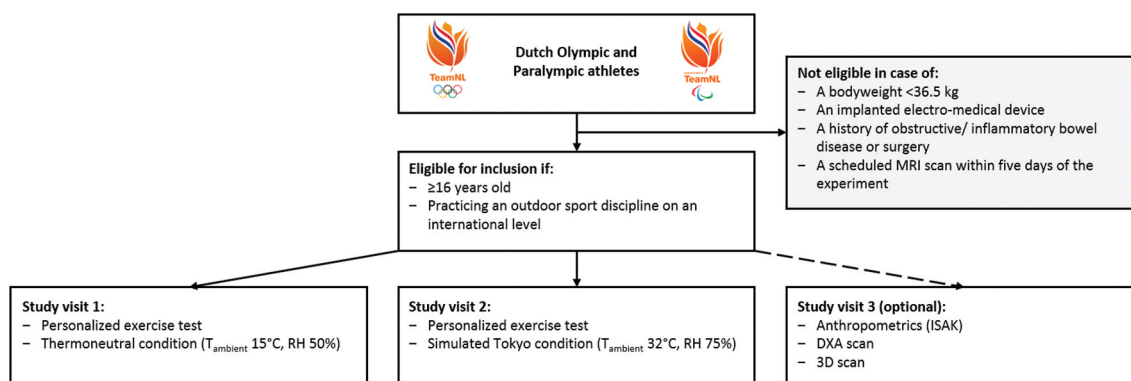 Dutch Olympic and
Paralympic athletes
TeamNL
TeamNL
Not eligible in case of:
– A bodyweight <36.5 kg
– An implanted electro-medical device
– A history of obstructive/ inflammatory bowel
disease or surgery
– A scheduled MRI scan within five days of the
experiment
Eligible for inclusion if:
– ≥16 years old
– Practicing an outdoor sport discipline on an
international level
Study visit 1:
– Personalized exercise test
– Thermoneutral condition (Tambient 15°C, RH 50%)
Study visit 2:
– Personalized exercise test
– Simulated Tokyo condition (Tambient 32°C, RH 75%)
Study visit 3 (optional):
– Anthropometrics (ISAK)
– DXA scan
– 3D scan